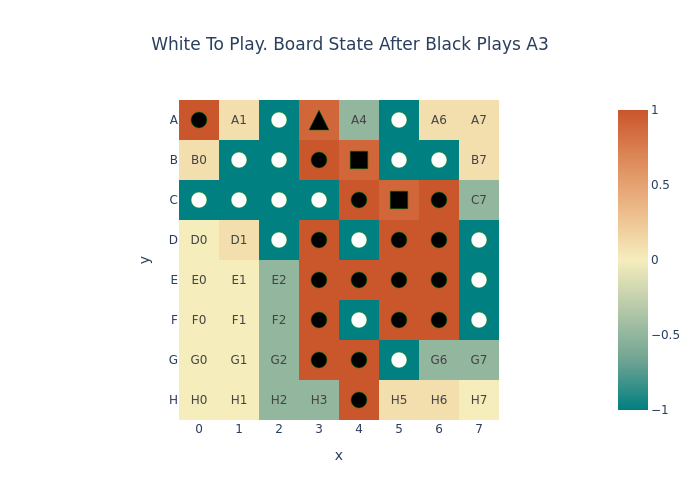 White To Play. Board State After Black Plays A3
A A1 A4 A6 A7 1
B B0 B7
C C7 0.5
D D0 D1
y E E0 E1 E2 0
F F0 F1 F2
G G0 G1 G2 G6 G7 −0.5
H H0 H1 H2 H3 H5 H6 H7 −1
0 1 2 3 4 5 6 7
x